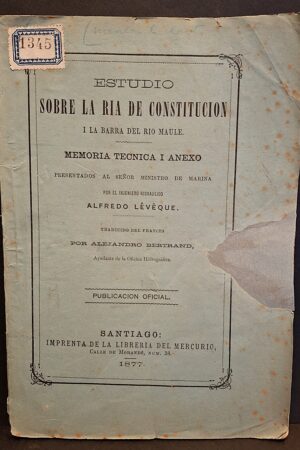 1345
ESTUDIO
SOBRE LA RIA DE CONSTITUCION
I LA BARRA DEL RIO MAULE.
MEMORIA TECNICA I ANEXO
PRESENTADOS AL SEÑOR MINISTRO DE MARINA
POR EL INJENIERO HIDRÁULICO
ALFREDO LÉVÊQUE.
TRADUCIDO DEL FRANCES
POR ALEJANDRO BERTRAND,
Ayudante de la Oficina Hidrográfica.
PUBLICACION OFICIAL.
SANTIAGO:
IMPRENTA DE LA LIBRERIA DEL MERCURIO,
CALLE DE MORANDÉ, NÚM. 38.
1877